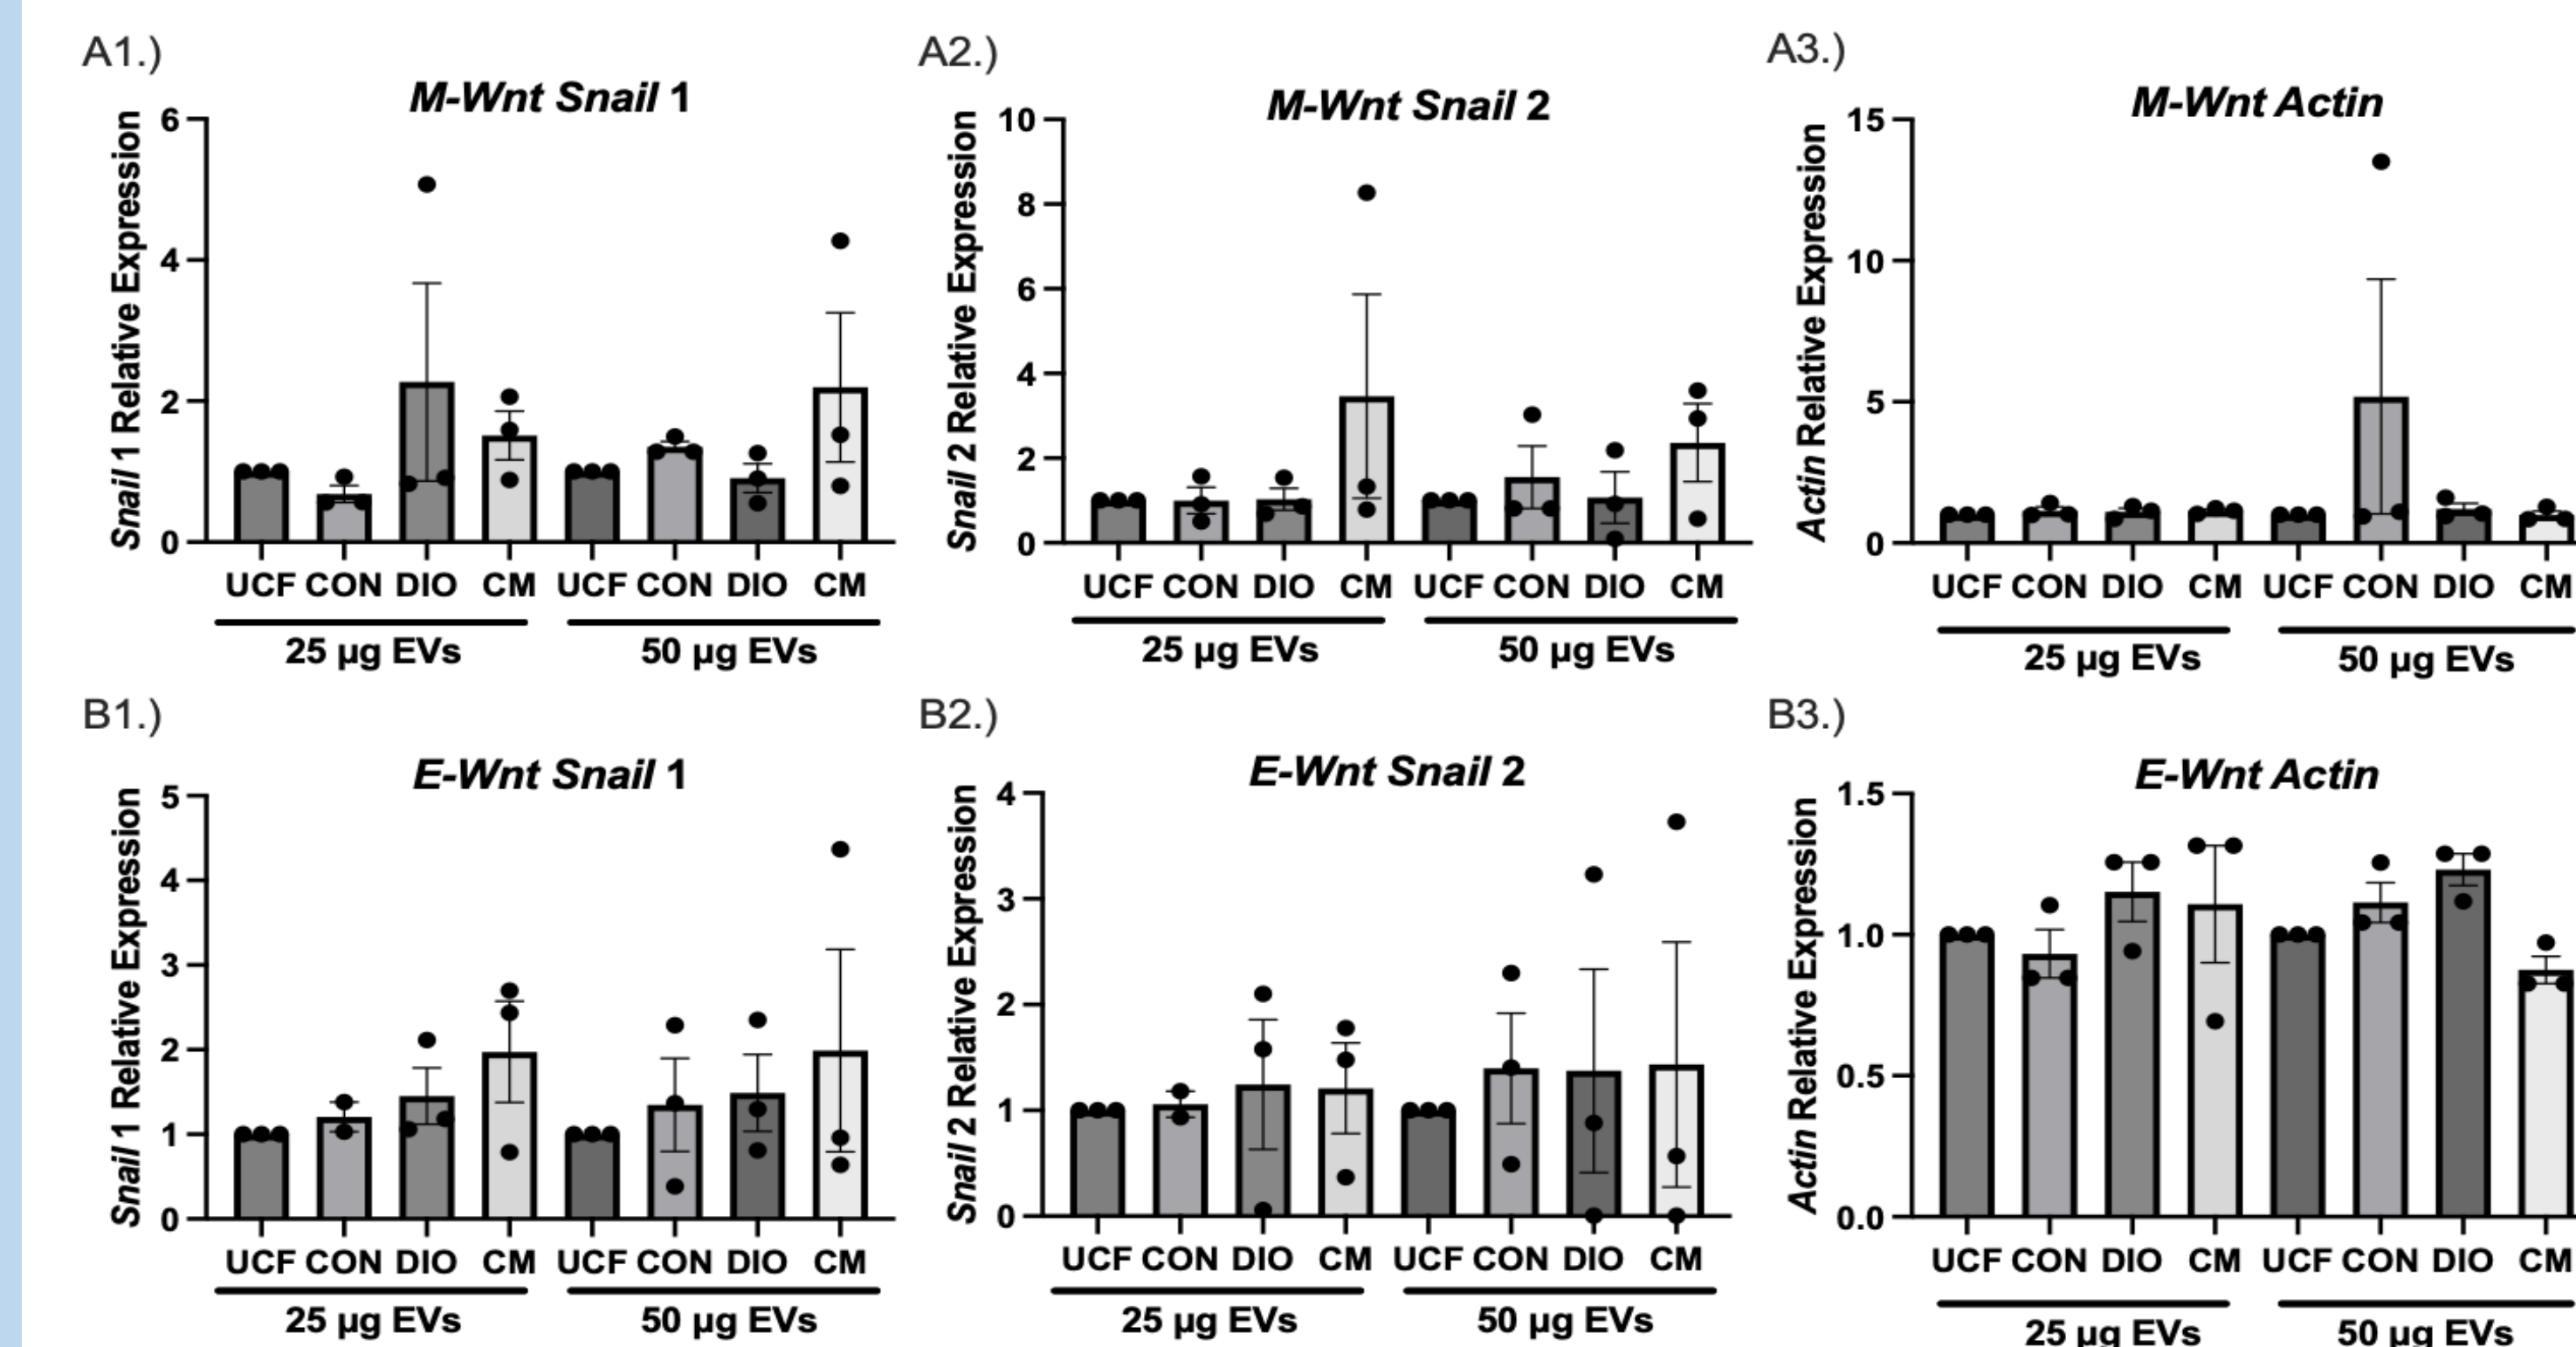 A1.)
M-Wnt Snail 1
Snail 1 Relative Expression
6
4
2
0
UCF CON DIO CM UCF CON DIO CM
25 µg EVs 50 µg EVs
A2.)
M-Wnt Snail 2
Snail 2 Relative Expression
10
8
6
4
2
0
UCF CON DIO CM UCF CON DIO CM
25 µg EVs 50 µg EVs
A3.)
M-Wnt Actin
Actin Relative Expression
15
10
5
0
UCF CON DIO CM UCF CON DIO CM
25 µg EVs 50 µg EVs
B1.)
E-Wnt Snail 1
Snail 1 Relative Expression
5
4
3
2
1
0
UCF CON DIO CM UCF CON DIO CM
25 µg EVs 50 µg EVs
B2.)
E-Wnt Snail 2
Snail 2 Relative Expression
4
3
2
1
0
UCF CON DIO CM UCF CON DIO CM
25 µg EVs 50 µg EVs
B3.)
E-Wnt Actin
Actin Relative Expression
1.5
1.0
0.5
0.0
UCF CON DIO CM UCF CON DIO CM
25 µg EVs 50 µg EVs